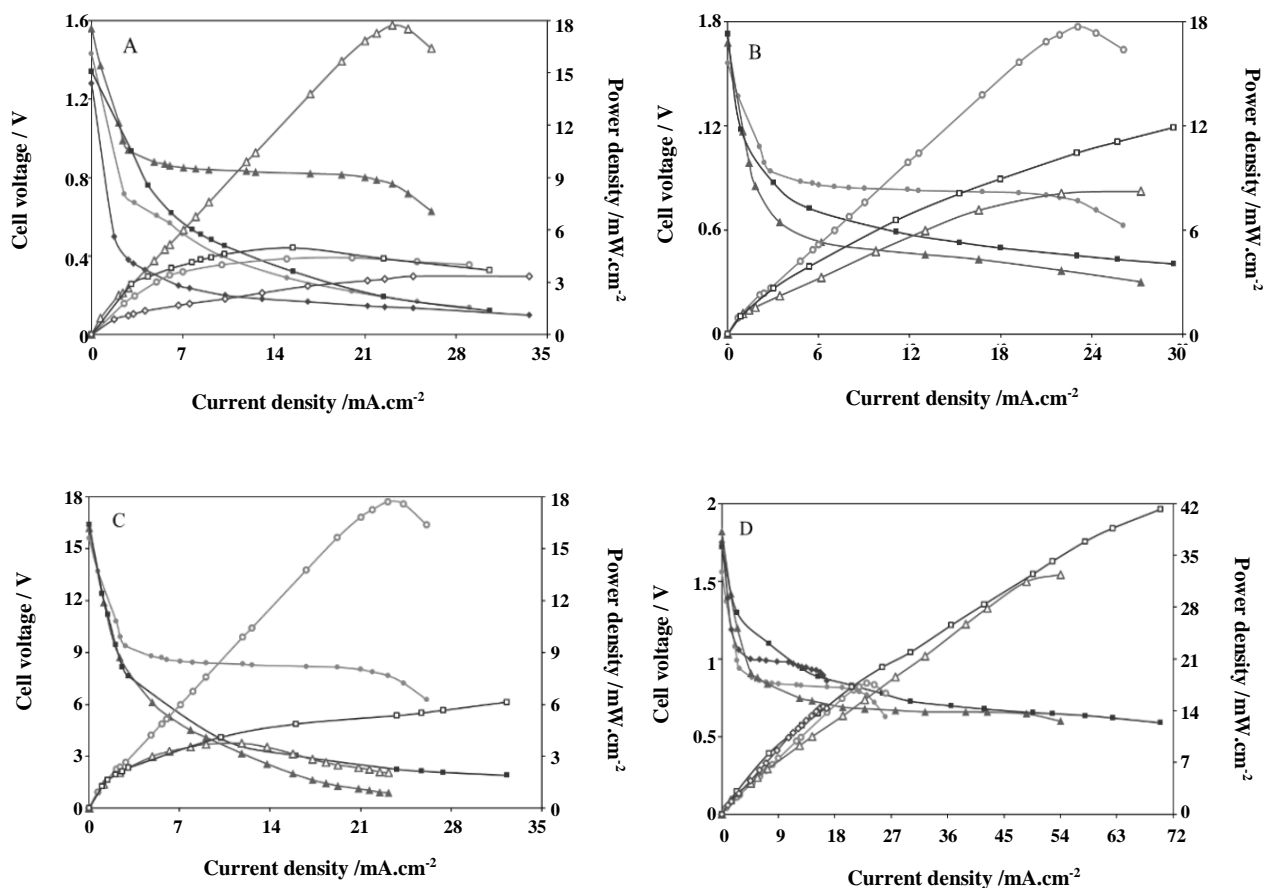 A
1.6
1.2
0.8
0.4
0
18
15
12
9
6
3
0
0 7 14 21 28 35
Cell voltage / V
Power density /mW.cm-2
Current density /mA.cm-2
B
1.8
.12
0.6
0
18
12
6
0
0 6 12 18 24 30
Cell voltage / V
Power density /mW.cm-2
Current density /mA.cm-2
C
18
15
12
9
6
3
0
18
15
12
9
6
3
0
0 7 14 21 28 35
Cell voltage / V
Power density /mW.cm-2
Current density /mA.cm-2
D
2
1.5
1
0.5
0
42
35
28
21
14
7
0
0 9 18 27 36 45 54 63 72
Cell voltage / V
Power density /mW.cm-2
Current density /mA.cm-2